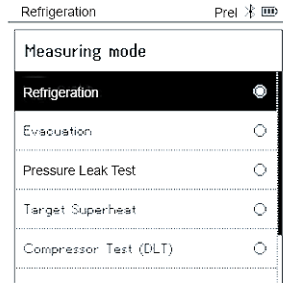 Refrigeration Prel
Measuring mode
Refrigeration
Evacuation
Pressure Leak Test
Target Superheat
Compressor Test (DLT)